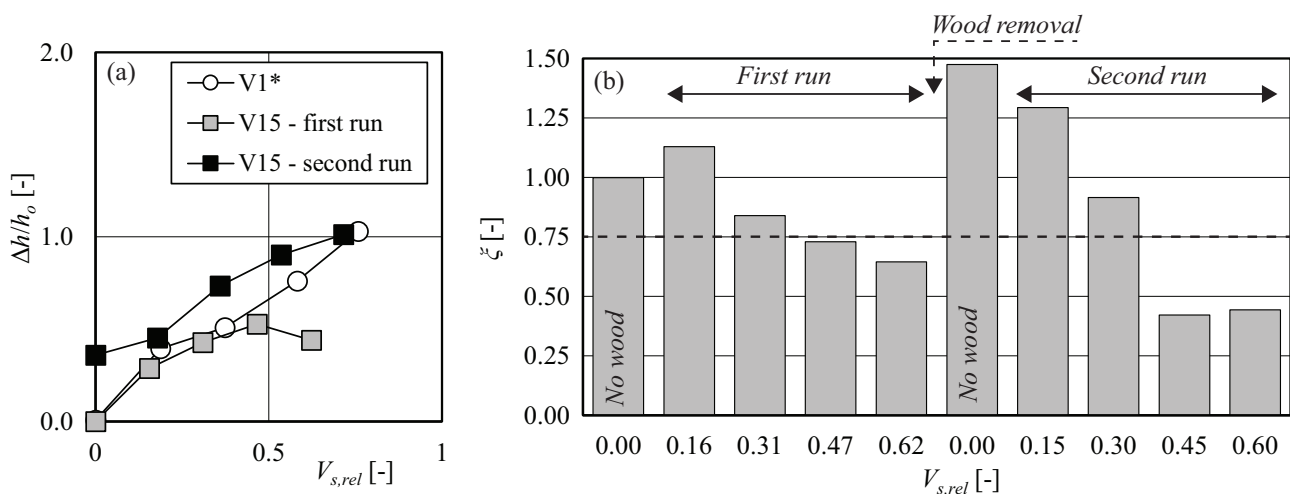 (a)
2.0
1.0
0.0
Δh/hₒ [-]
V1*
V15 - first run
V15 - second run
0
0.5
1
V_{s,rel} [-]
Wood removal
(b)
First run
Second run
1.50
1.25
1.00
0.75
0.50
0.25
0.00
ξ [-]
No wood
No wood
0.00 0.16 0.31 0.47 0.62 0.00 0.15 0.30 0.45 0.60
V_{s,rel} [-]